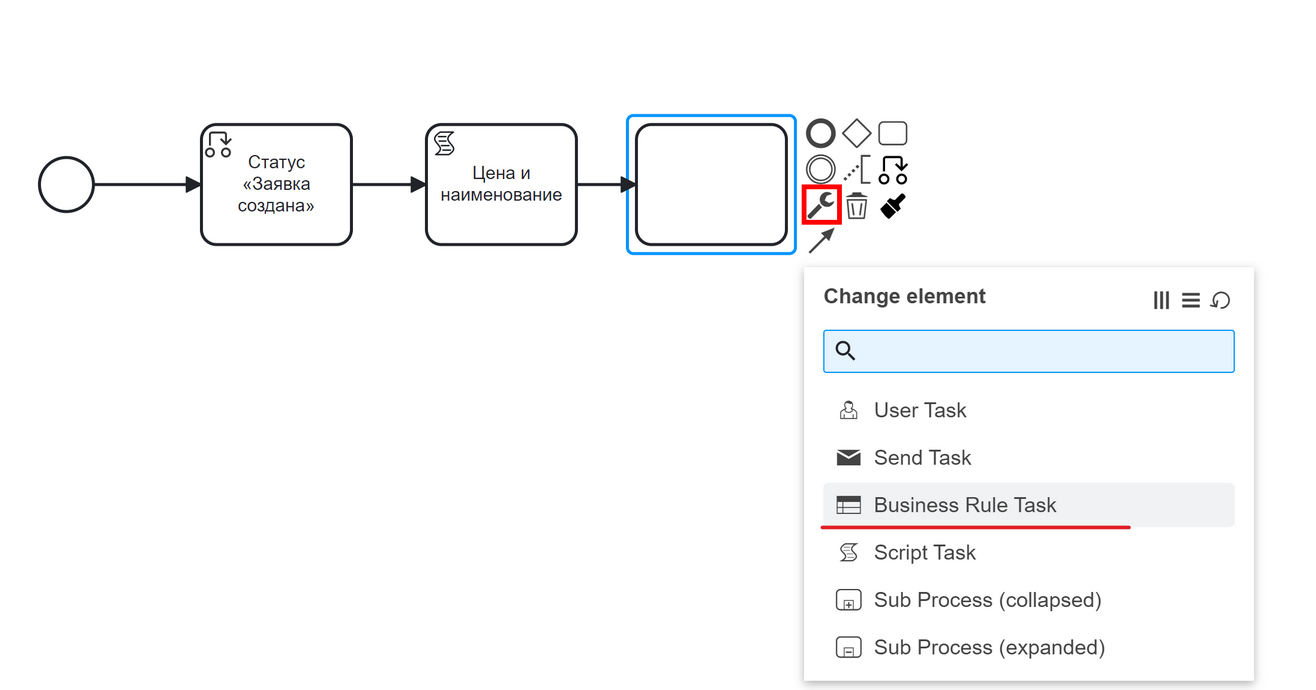 Статус
«Заявка
создана»
Цена и
наименование
Change element
User Task
Send Task
Business Rule Task
Script Task
Sub Process (collapsed)
Sub Process (expanded)